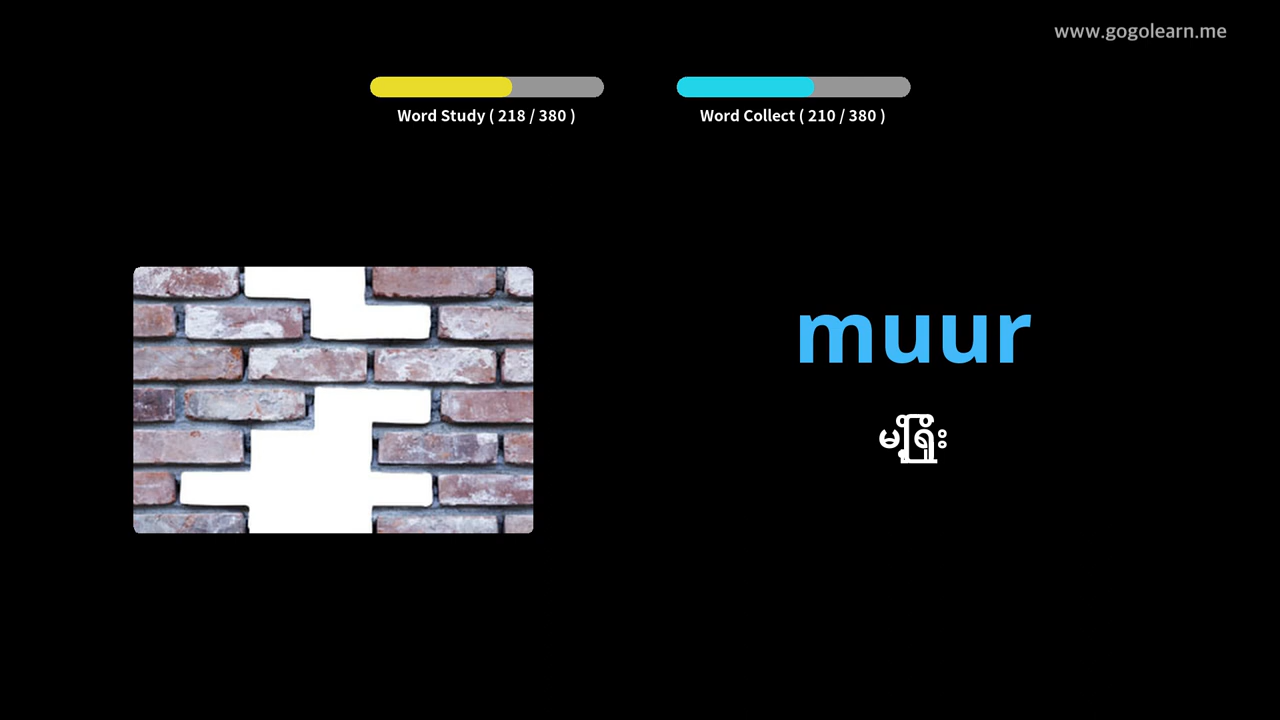 www.gogolearn.me
Word Study ( 218 / 380 )
Word Collect ( 210 / 380 )
muur
မြို့ရိုး